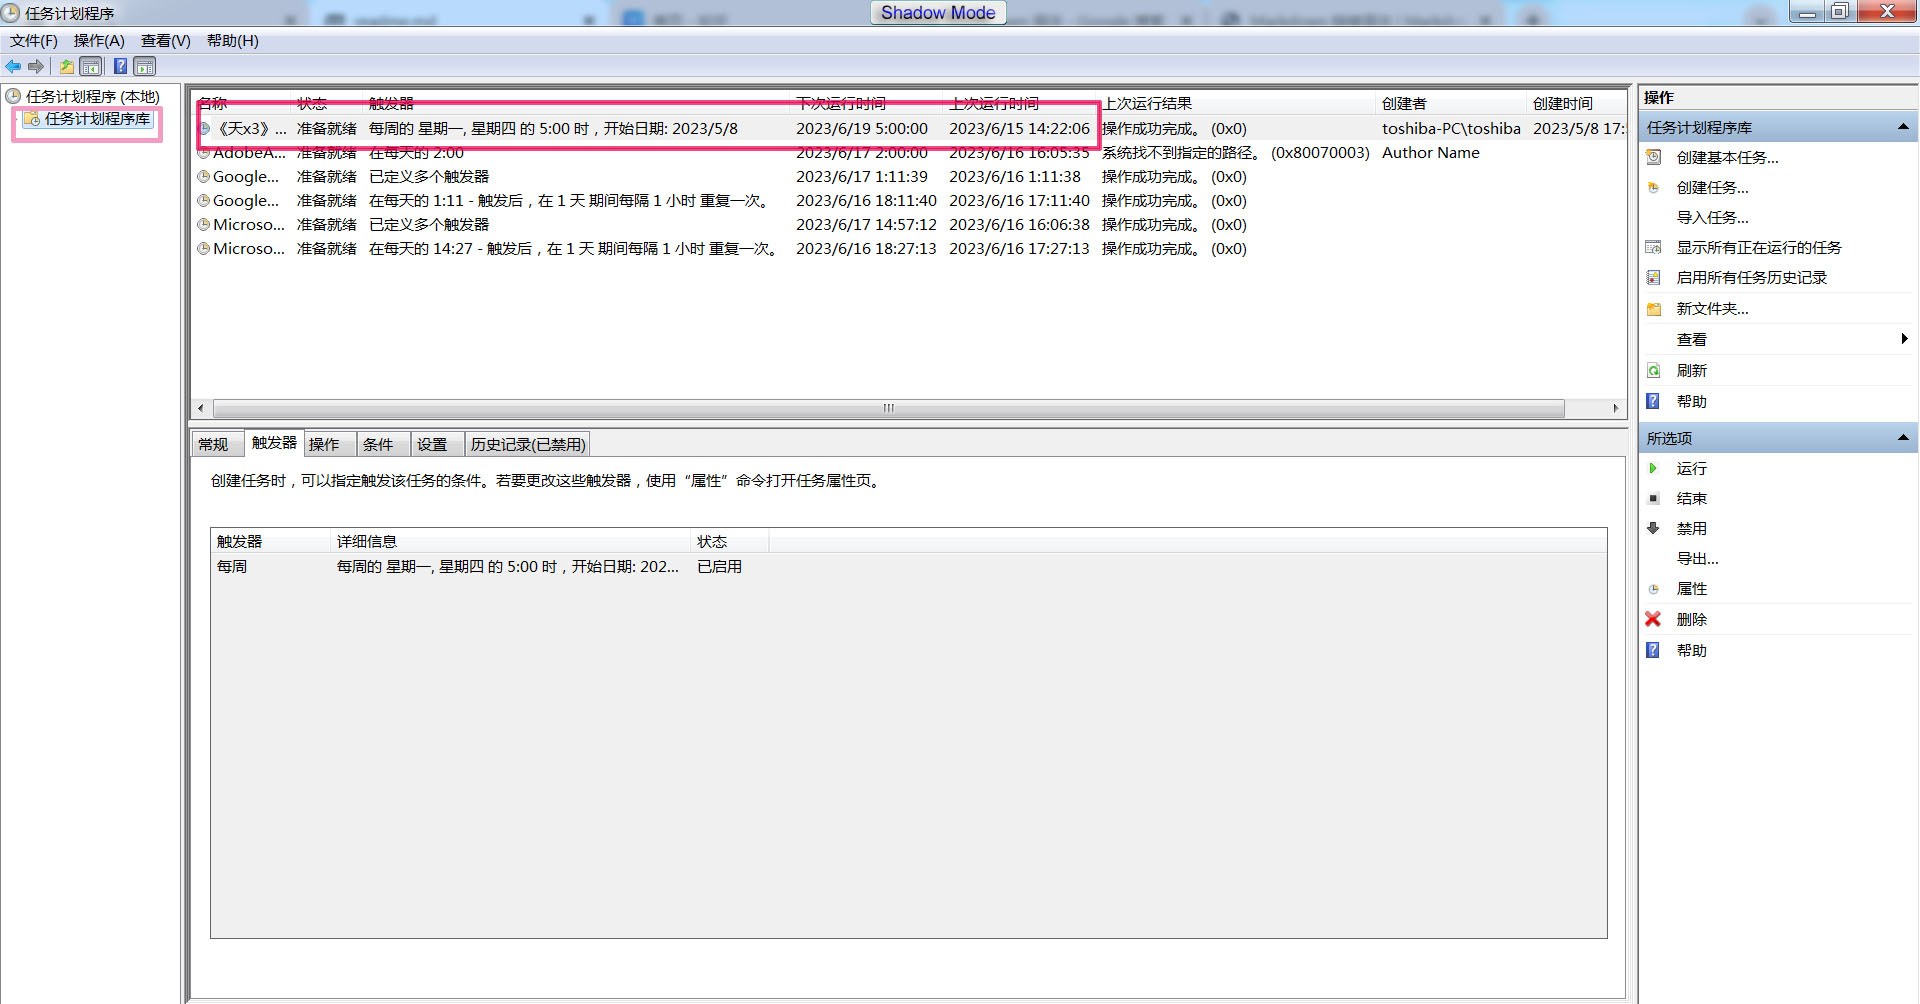 任务计划程序
Shadow Mode
文件(F) 操作(A) 查看(V) 帮助(H)
任务计划程序 (本地)
任务计划程序库
名称 状态 触发器 下次运行时间 上次运行时间 上次运行结果 创建者 创建时间
《天x3》... 准备就绪 每周的 星期一, 星期四 的 5:00 时，开始日期: 2023/5/8 2023/6/19 5:00:00 2023/6/15 14:22:06 操作成功完成。 (0x0) toshiba-PC\toshiba 2023/5/8 17:
AdobeA... 准备就绪 在每天的 2:00 2023/6/17 2:00:00 2023/6/16 16:05:35 系统找不到指定的路径。 (0x80070003) Author Name
Google... 准备就绪 已定义多个触发器 2023/6/17 1:11:39 2023/6/16 1:11:38 操作成功完成。 (0x0)
Google... 准备就绪 在每天的 1:11 - 触发后，在 1 天 期间每隔 1 小时 重复一次。 2023/6/16 18:11:40 2023/6/16 17:11:40 操作成功完成。 (0x0)
Microso... 准备就绪 已定义多个触发器 2023/6/17 14:57:12 2023/6/16 16:06:38 操作成功完成。 (0x0)
Microso... 准备就绪 在每天的 14:27 - 触发后，在 1 天 期间每隔 1 小时 重复一次。 2023/6/16 18:27:13 2023/6/16 17:27:13 操作成功完成。 (0x0)
常规 触发器 操作 条件 设置 历史记录(已禁用)
创建任务时，可以指定触发该任务的条件。若要更改这些触发器，使用“属性”命令打开任务属性页。
触发器 详细信息 状态
每周 每周的 星期一, 星期四 的 5:00 时，开始日期: 202... 已启用
操作
任务计划程序库
创建基本任务...
创建任务...
导入任务...
显示所有正在运行的任务
启用所有任务历史记录
新文件夹...
查看
刷新
帮助
所选项
运行
结束
禁用
导出...
属性
删除
帮助